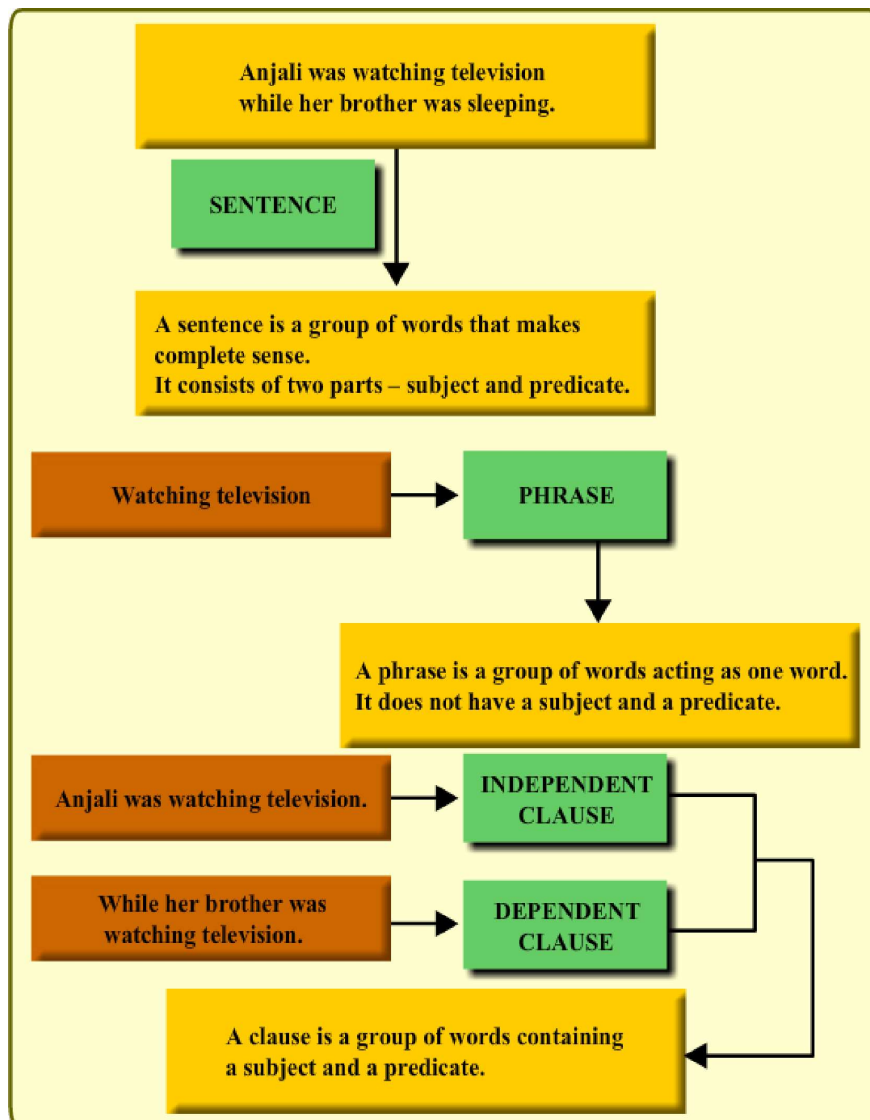 Anjali was watching television
while her brother was sleeping.
SENTENCE
A sentence is a group of words that makes
complete sense.
It consists of two parts – subject and predicate.
Watching television
PHRASE
A phrase is a group of words acting as one word.
It does not have a subject and a predicate.
Anjali was watching television.
INDEPENDENT
CLAUSE
While her brother was
watching television.
DEPENDENT
CLAUSE
A clause is a group of words containing
a subject and a predicate.